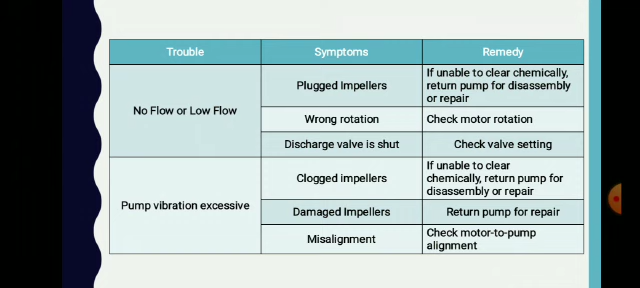 Trouble
Symptoms
Remedy
No Flow or Low Flow
Plugged Impellers
If unable to clear chemically,
return pump for disassembly
or repair
Wrong rotation
Check motor rotation
Discharge valve is shut
Check valve setting
Pump vibration excessive
Clogged impellers
If unable to clear
chemically, return pump for
disassembly or repair
Damaged Impellers
Return pump for repair
Misalignment
Check motor-to-pump
alignment